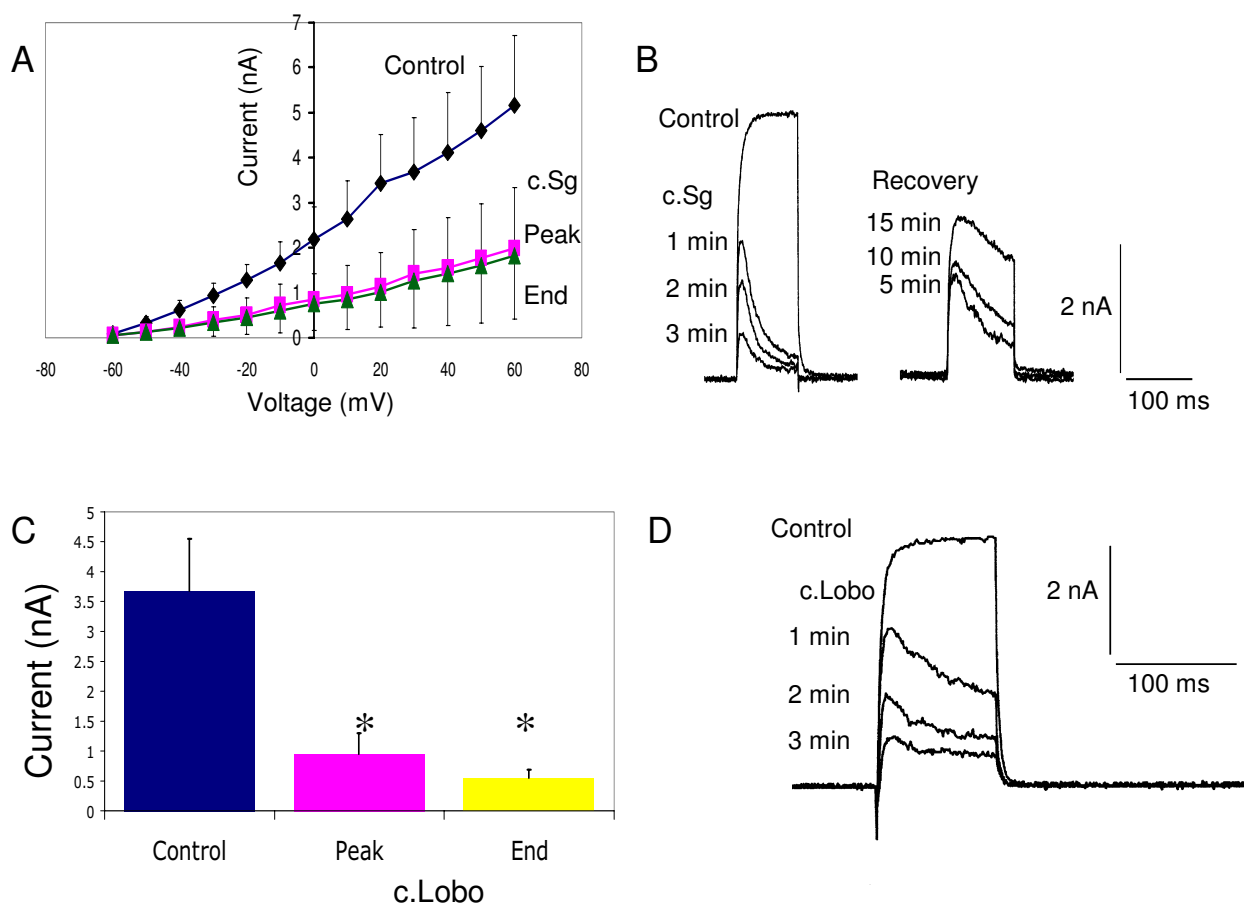 A
Current (nA)
7
6
5
4
3
2
1
0
Control
c.Sg
Peak
End
-80
-60
-40
-20
0
20
40
60
80
Voltage (mV)
B
Control
c.Sg
1 min
2 min
3 min
Recovery
15 min
10 min
5 min
2 nA
100 ms
C
Current (nA)
5
4.5
4
3.5
3
2.5
2
1.5
1
0.5
0
*
*
Control
Peak
End
c.Lobo
D
Control
c.Lobo
1 min
2 min
3 min
2 nA
100 ms